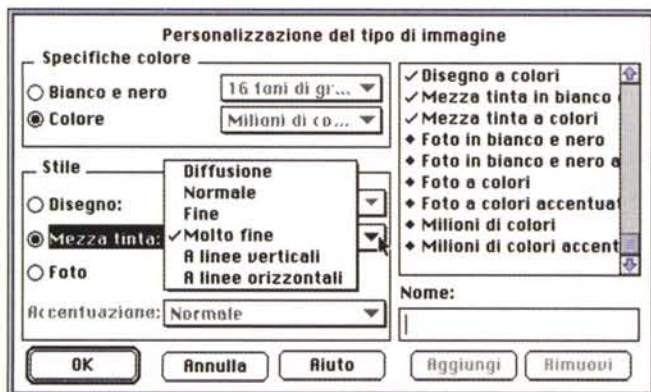 Personalizzazione del tipo di immagine
Specifiche colore
Bianco e nero
16 toni di gr...
Colore
Milioni di co...
Stile
Disegno:
Mezza tinta:
Foto
Accentuazione:
Normale
Diffusione
Normale
Fine
✓Molto fine
A linee verticali
A linee orizzontali
✓Disegno a colori
✓Mezza tinta in bianco
✓Mezza tinta a colori
◆ Foto in bianco e nero
◆ Foto in bianco e nero a
◆ Foto a colori
◆ Foto a colori accentuat
◆ Milioni di colori
◆ Milioni di colori accent
Nome:
OK
Annulla
Aiuto
Aggiungi
Rimuovi